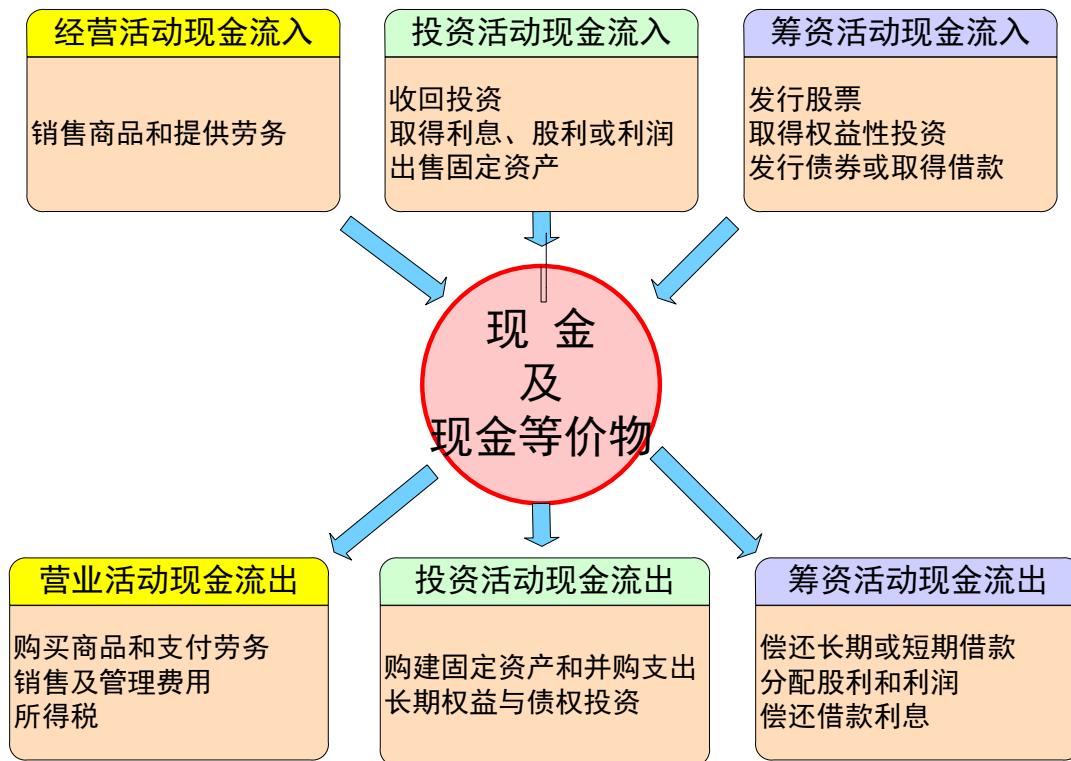 经营活动现金流入
销售商品和提供劳务
投资活动现金流入
收回投资
取得利息、股利或利润
出售固定资产
筹资活动现金流入
发行股票
取得权益性投资
发行债券或取得借款
现 金
及
现金等价物
营业活动现金流出
购买商品和支付劳务
销售及管理费用
所得税
投资活动现金流出
购建固定资产和并购支出
长期权益与债权投资
筹资活动现金流出
偿还长期或短期借款
分配股利和利润
偿还借款利息